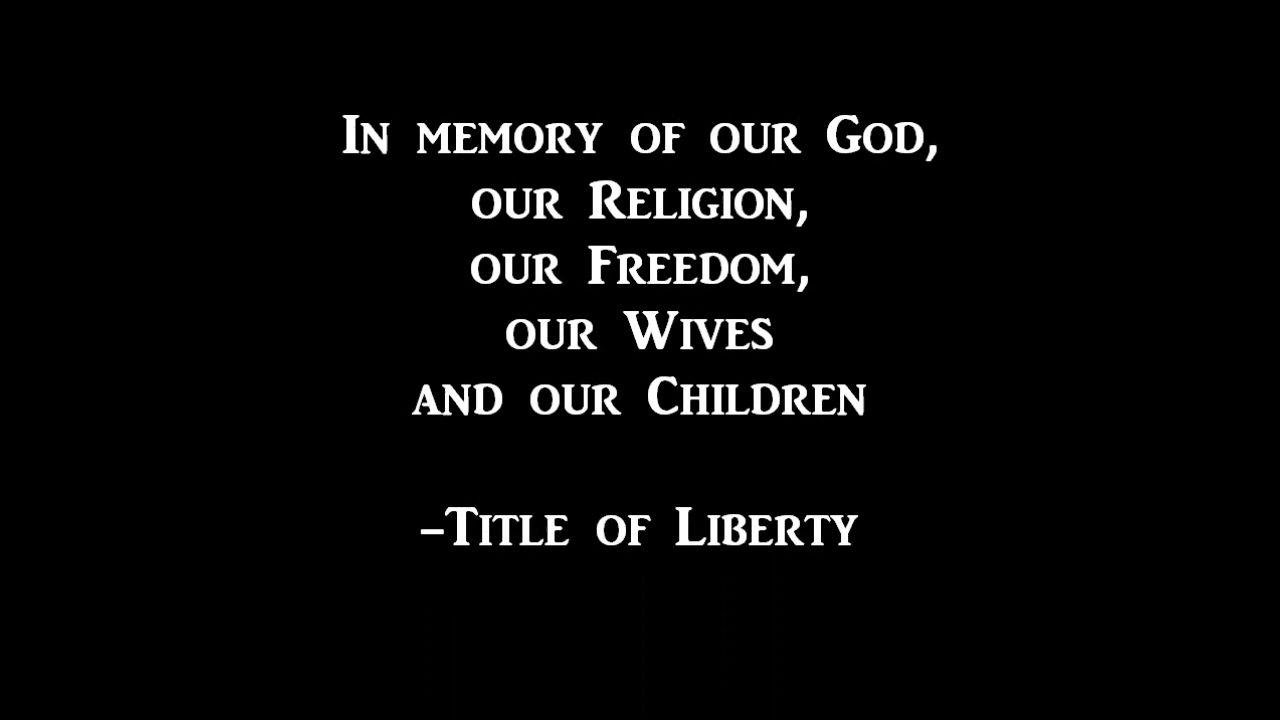 In memory of our God,
our Religion,
our Freedom,
our Wives
and our Children
-Title of Liberty